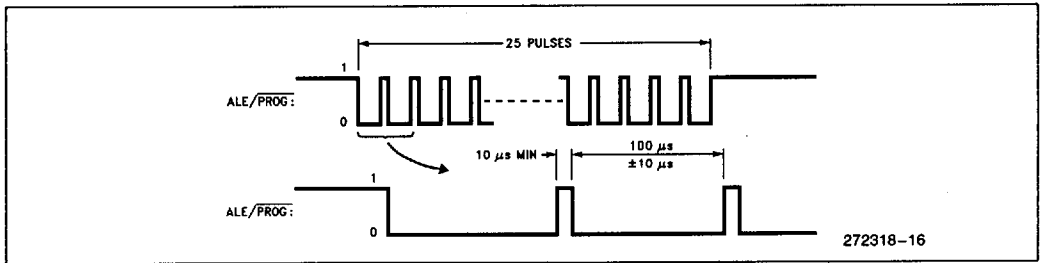 25 PULSES
1
ALE/PROG:
0
10 µs MIN
100 µs
±10 µs
1
ALE/PROG:
0
272318–16